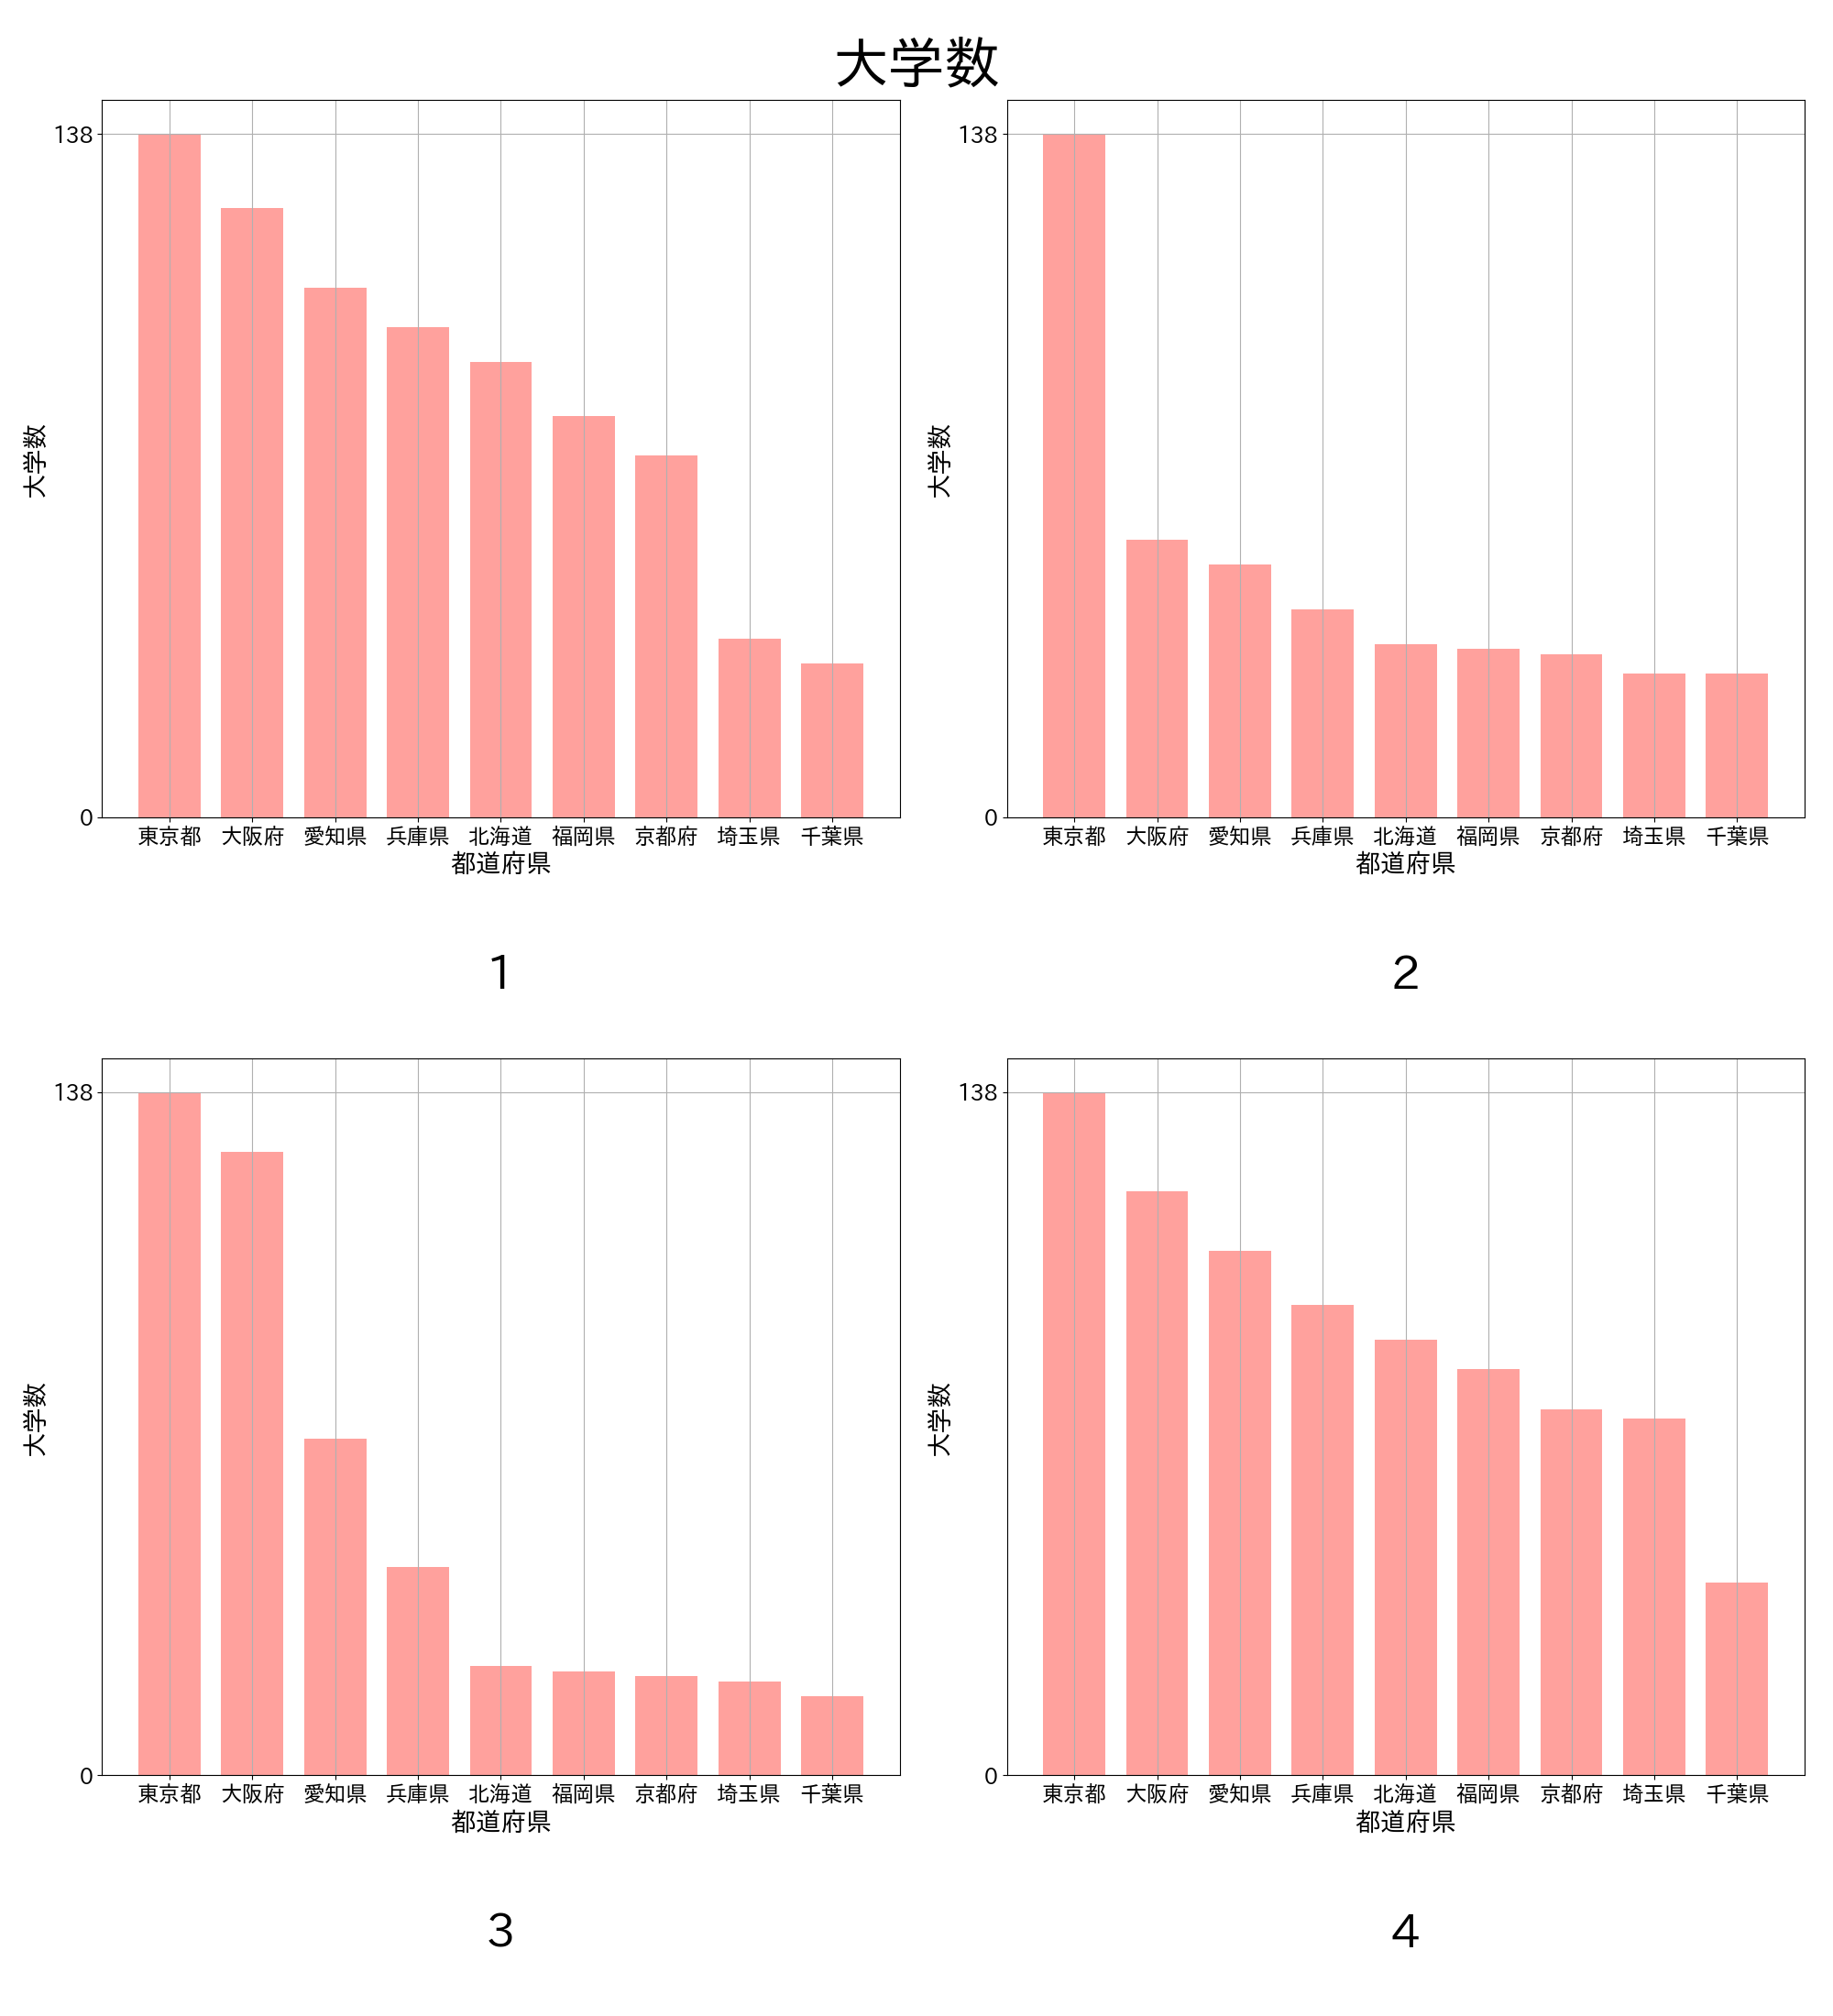 大学数
138
0
大学数
東京都 大阪府 愛知県 兵庫県 北海道 福岡県 京都府 埼玉県 千葉県
都道府県
1
138
0
大学数
東京都 大阪府 愛知県 兵庫県 北海道 福岡県 京都府 埼玉県 千葉県
都道府県
2
138
0
大学数
東京都 大阪府 愛知県 兵庫県 北海道 福岡県 京都府 埼玉県 千葉県
都道府県
3
138
0
大学数
東京都 大阪府 愛知県 兵庫県 北海道 福岡県 京都府 埼玉県 千葉県
都道府県
4